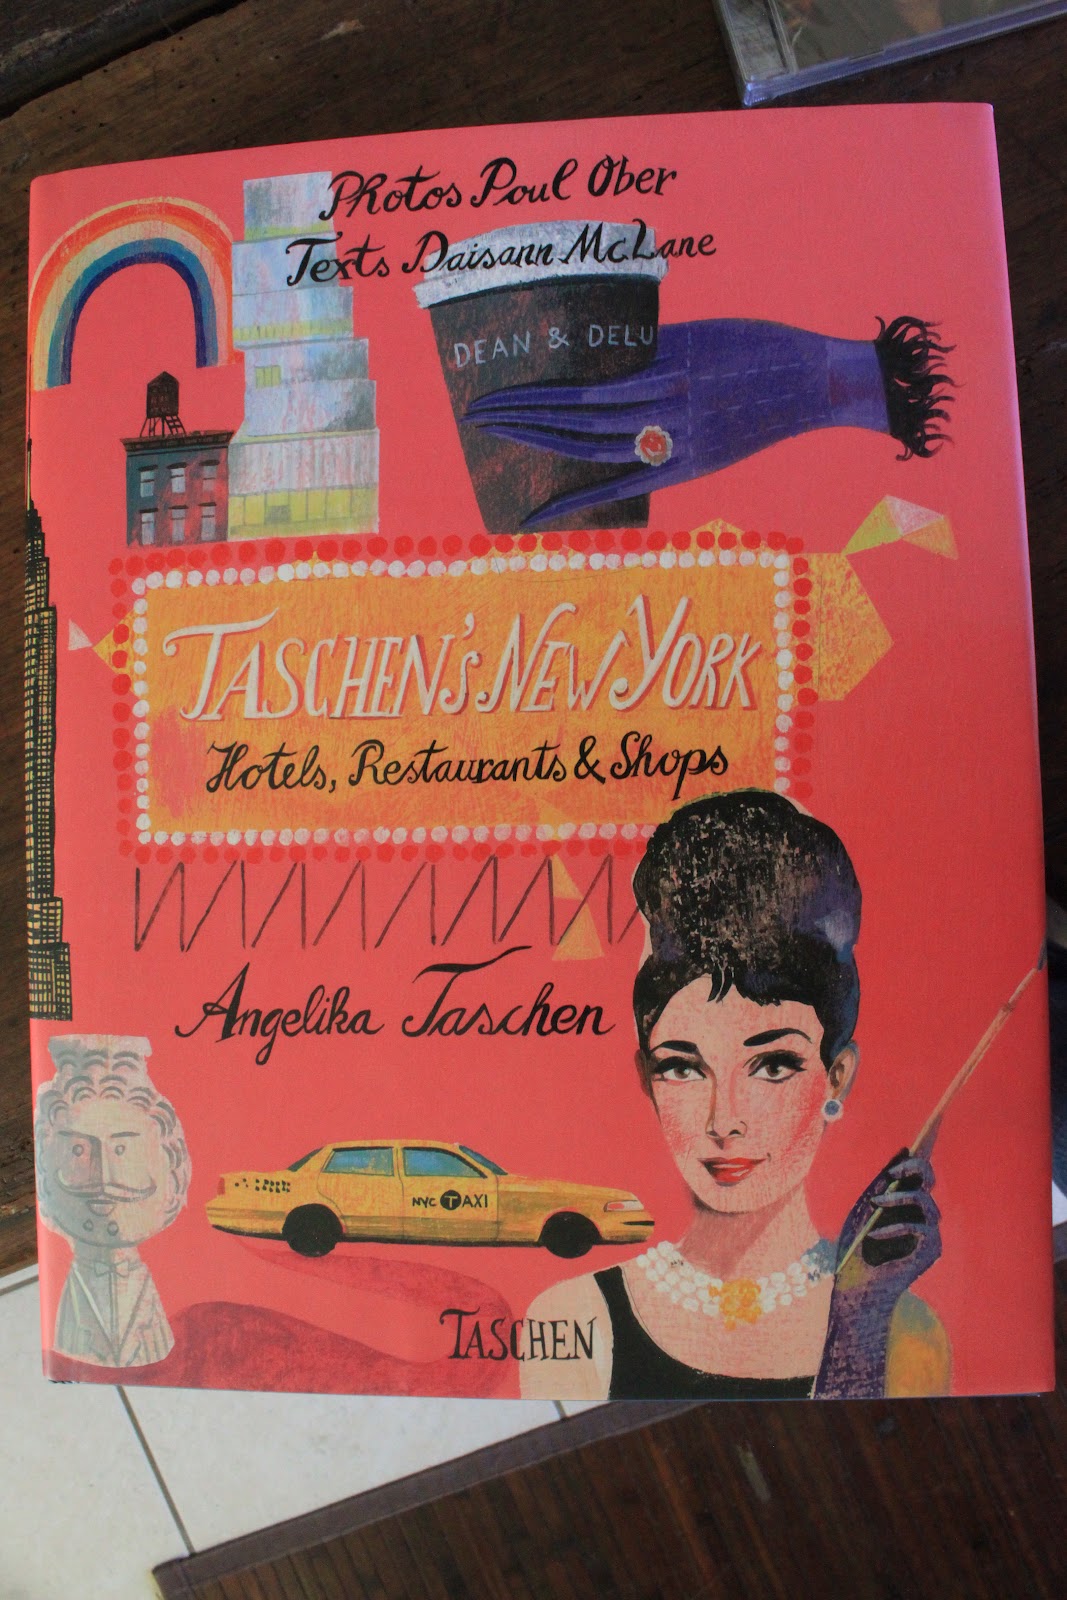 Photos Poul Ober
Texts Daisann McLane
DEAN & DELU
TASCHEN'S NEW YORK
Hotels, Restaurants & Shops
Angelika Taschen
NYC TAXI
TASCHEN